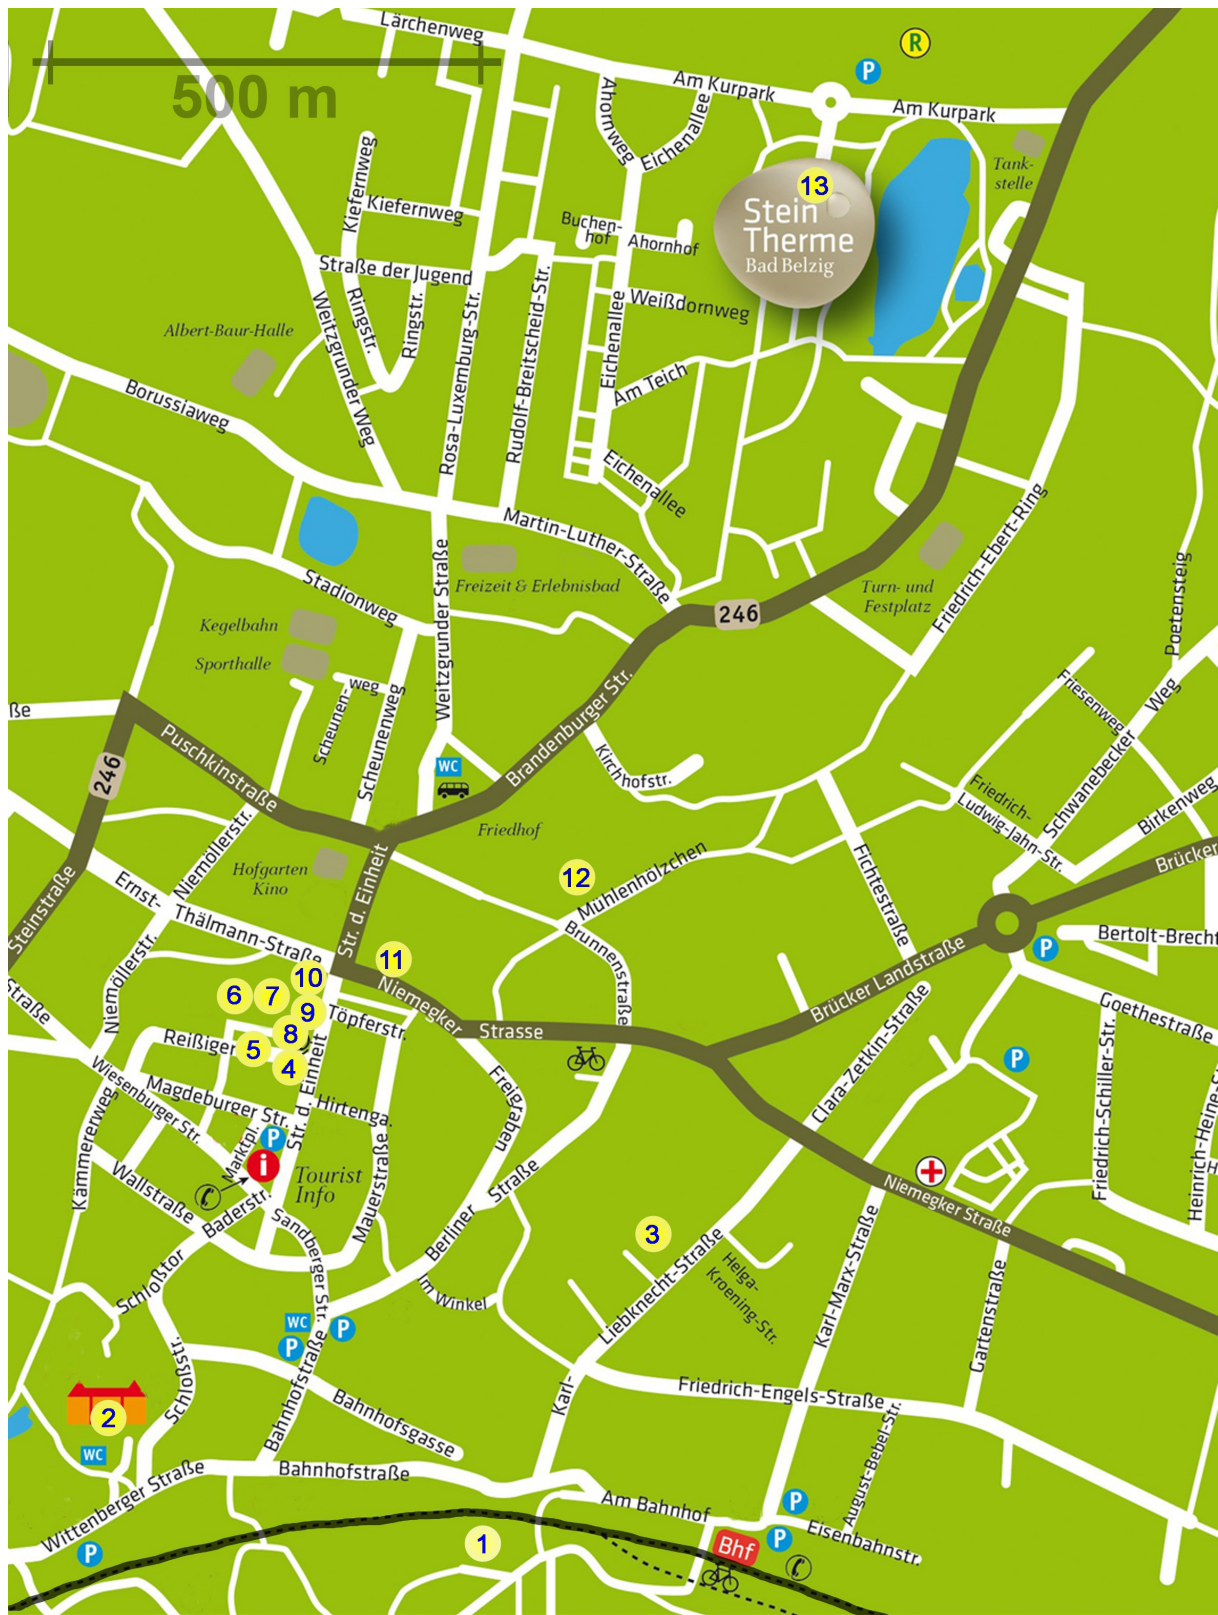 Lärchenweg
500 m
R
P
Am Kurpark
Am Kurpark
Ahornweg
Eichenallee
Tank-
stelle
Kiefernweg
Kiefernweg
13
Stein
Therme
Bad Belzig
Buchen-
hof
Ahornhof
Straße der Jugend
Weißdornweg
Ringstr.
Ringstr.
Weitzgrunder Weg
Rosa-Luxemburg-Str.
Rudolf-Breitscheid-Str.
Eichenallee
Albert-Baur-Halle
Borussiaweg
Am Teich
Eichenallee
Martin-Luther-Straße
Friedrich-Ebert-Ring
Freizeit & Erlebnisbad
Stadionweg
Weitzgrunder Straße
Turn- und
Festplatz
Poetensteig
246
Kegelbahn
Sporthalle
Scheunen-
weg
Scheunenweg
ße
246
Puschkinstraße
Brandenburger Str.
Kirchhofstr.
Friesenweg
Schwanebecker
Weg
WC
Friedhof
Friedrich-
Ludwig-Jahn-Str.
Birkenweg
Brücker
Niemöllerstr.
Hofgarten
Kino
Str. d. Einheit
12
Mühlenhölzchen
Fichtestraße
Steinstraße
Ernst-
Thälmann-Straße
Brunnenstraße
Brücker Landstraße
P
Bertolt-Brecht
Niemöllerstr.
11
10
6
7
9
8
5
4
Niemegker
Strasse
Töpferstr.
Straße
Reißiger
Str. d. Einheit
Goethestraße
P
Clara-Zetkin-Straße
Friedrich-Schiller-Str.
Heinrich-Heine-S
H
Wiesenburger Str.
Magdeburger Str.
Hirtenga.
Freigraben
Kämmererweg
Marktpl.
P
i
Tourist
Info
Wallstraße
Baderstr.
Mauerstraße
Berliner
Straße
Niemegker Straße
Sandberger Str.
Schloßtor
3
Helga-
Kroening-Str.
Liebknecht-Straße
Karl-Marx-Straße
Gartenstraße
Im Winkel
WC
P
P
Schloßstr.
Bahnhofstraße
2
WC
Bahnhofsgasse
Karl-
Friedrich-Engels-Straße
August-Bebel-Str.
Wittenberger Straße
Bahnhofstraße
Am Bahnhof
P
P
Eisenbahnstr.
P
1
Bhf